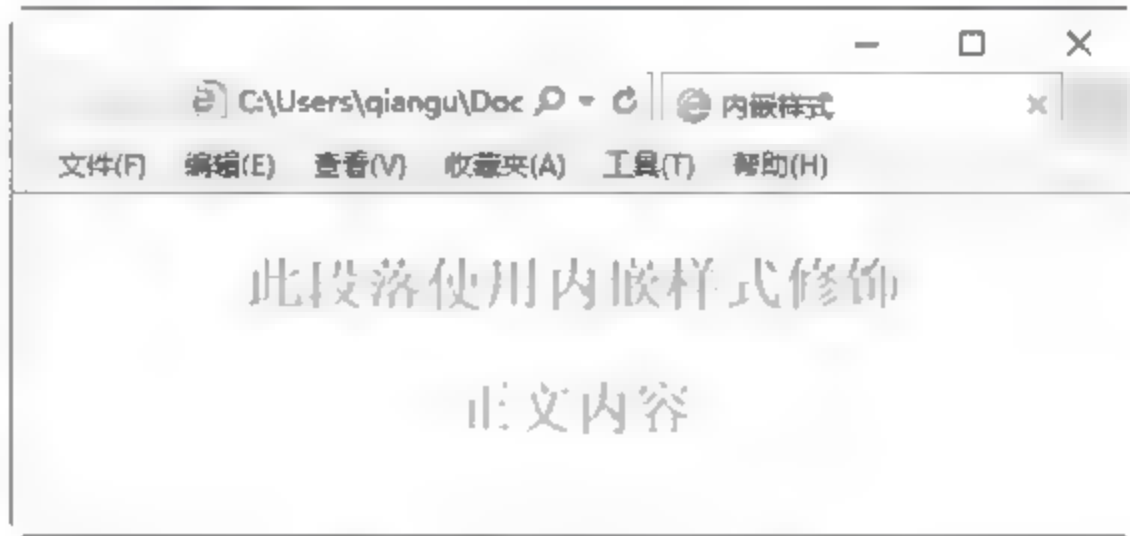 C:\Users\qiangu\Doc
内嵌样式
文件(F) 编辑(E) 查看(V) 收藏夹(A) 工具(T) 帮助(H)
此段落使用内嵌样式修饰
正文内容